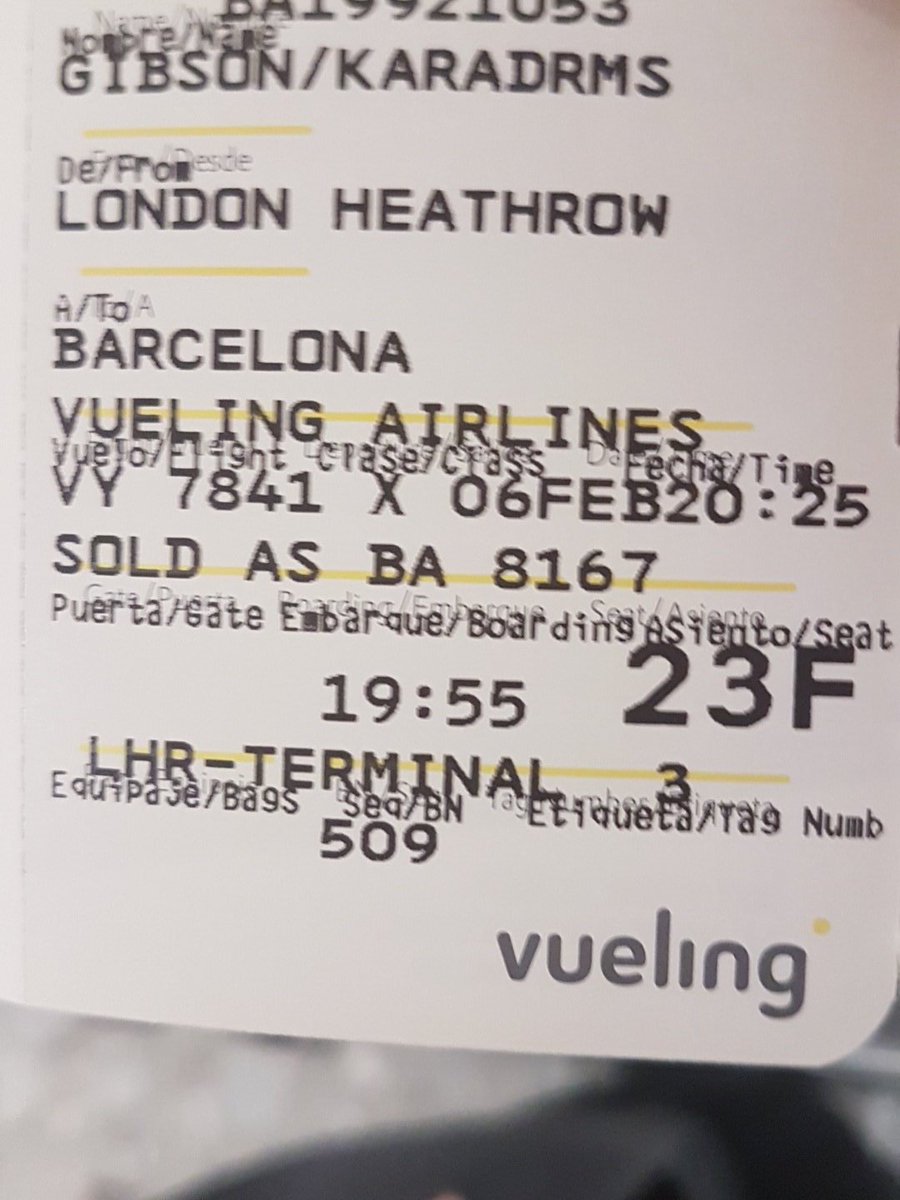 BA19921053
Nombre/Name
GIBSON/KARADRMS
De/From
LONDON HEATHROW
A/To A
BARCELONA
VUELING AIRLINES
Vuelo/Flight Clase/Class Fecha/Time
VY 7841 X 06FEB20:25
SOLD AS BA 8167
Puerta/Gate Embarque/Boarding Asiento/Seat
19:55 23F
LHR-TERMINAL 3
Equipaje/Bags Seq/BN Etiqueta/Tag Numb
509
vueling